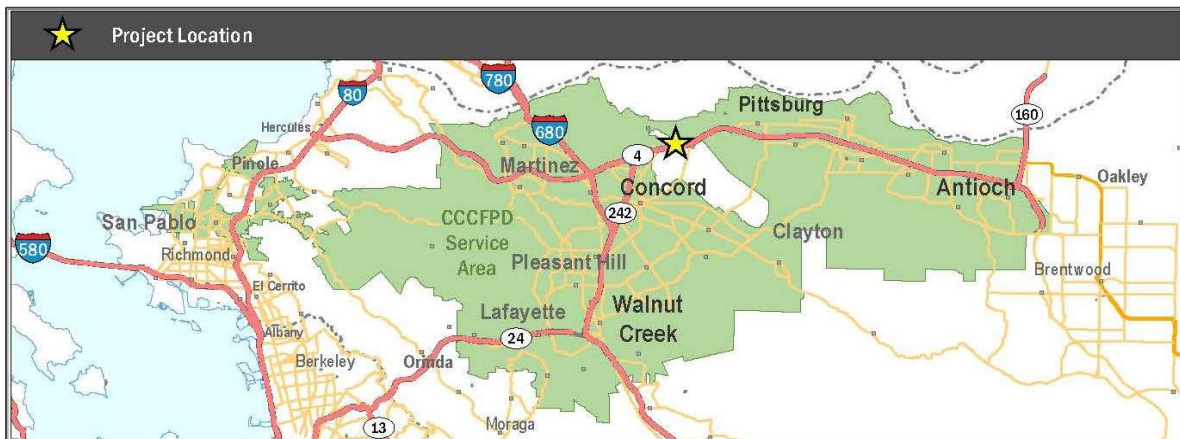 Project Location
780
80
Pittsburg
160
Hercules
680
4
Martinez
Pinole
Concord
Antioch
Oakley
242
San Pablo
CCCFPD
Service
Area
Clayton
580
Richmond
Pleasant Hill
Brentwood
El Cerrito
Lafayette
Walnut
Creek
Albany
24
Berkeley
Orinda
Moraga
13